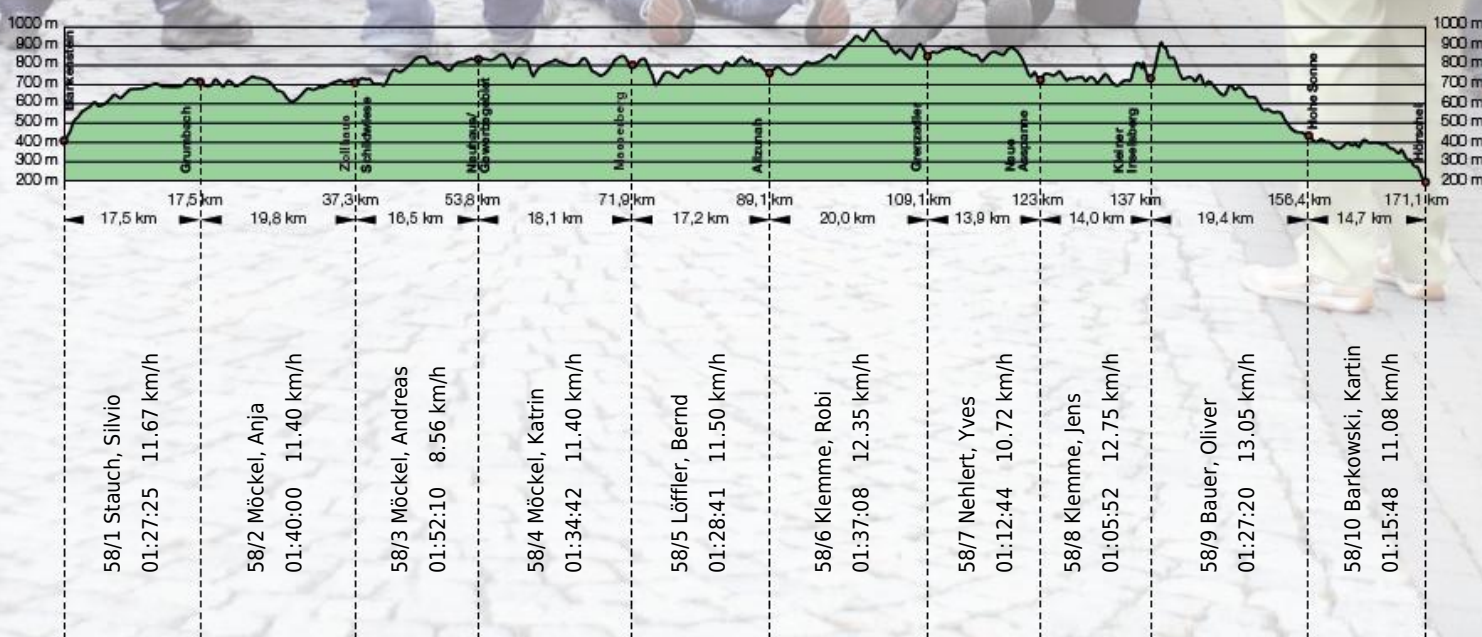 1000 m
900 m
800 m
700 m
600 m
500 m
400 m
300 m
200 m
1000 m
900 m
800 m
700 m
600 m
500 m
400 m
300 m
200 m
Blankenstein
Grumbach
Zollhaus
Schildwiese
Neuhaus/
Gewerbegebiet
Masserberg
Allzunah
Grenzadler
Neue
Ausspanne
Kleiner
Inselsberg
Hohe Sonne
Hörschel
17,5 km
37,3 km
53,8 km
71,9 km
89,1 km
109,1 km
123 km
137 km
156,4 km
171,1 km
17,5 km
19,8 km
16,5 km
18,1 km
17,2 km
20,0 km
13,9 km
14,0 km
19,4 km
14,7 km
58/1 Stauch, Silvio
01:27:25 11.67 km/h
58/2 Möckel, Anja
01:40:00 11.40 km/h
58/3 Möckel, Andreas
01:52:10 8.56 km/h
58/4 Möckel, Katrin
01:34:42 11.40 km/h
58/5 Löffler, Bernd
01:28:41 11.50 km/h
58/6 Klemme, Robi
01:37:08 12.35 km/h
58/7 Nehlert, Yves
01:12:44 10.72 km/h
58/8 Klemme, Jens
01:05:52 12.75 km/h
58/9 Bauer, Oliver
01:27:20 13.05 km/h
58/10 Barkowski, Kartin
01:15:48 11.08 km/h